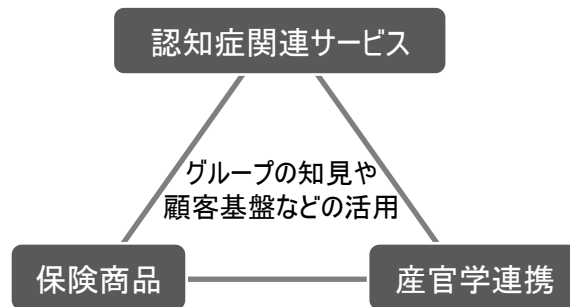 認知症関連サービス
グループの知見や
顧客基盤などの活用
保険商品
産官学連携